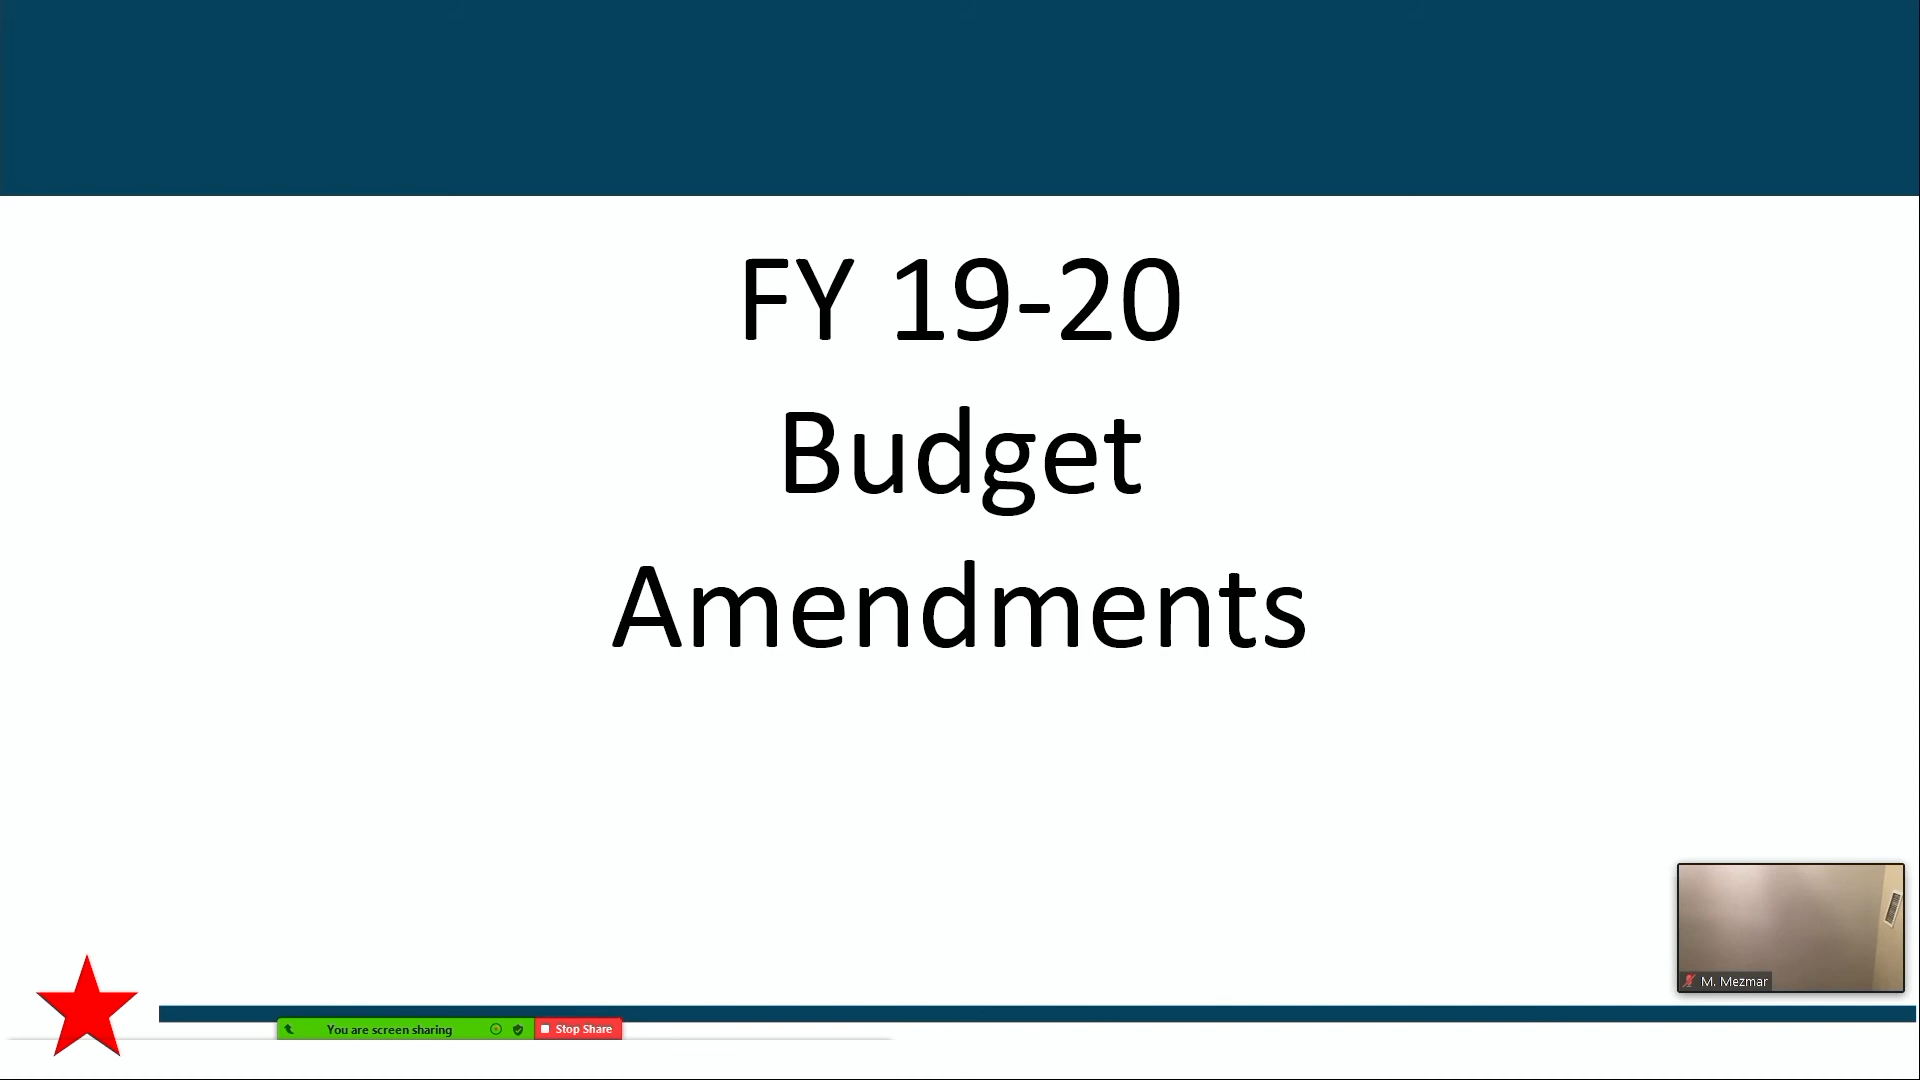 FY 19-20
Budget
Amendments
M. Mezmar
You are screen sharing
Stop Share